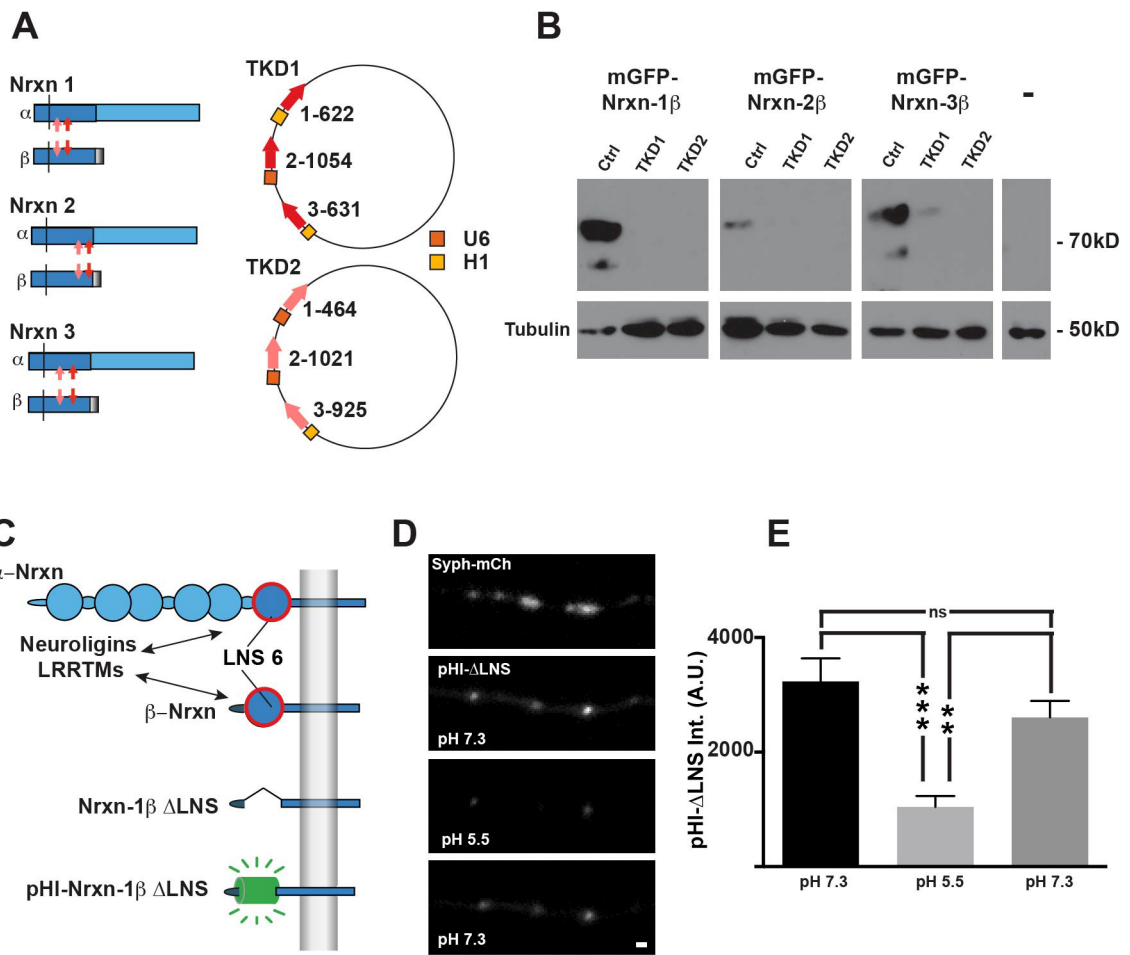 A
Nrxn 1
α
β
Nrxn 2
α
β
Nrxn 3
α
β
TKD1
1-622
2-1054
3-631
U6
H1
TKD2
1-464
2-1021
3-925
B
mGFP-
Nrxn-1β
mGFP-
Nrxn-2β
mGFP-
Nrxn-3β
-
Ctrl
TKD1
TKD2
Ctrl
TKD1
TKD2
Ctrl
TKD1
TKD2
- 70kD
Tubulin
- 50kD
C
α–Nrxn
Neuroligins
LRRTMs
LNS 6
β–Nrxn
Nrxn-1β ΔLNS
pHI-Nrxn-1β ΔLNS
D
Syph-mCh
pHI-ΔLNS
pH 7.3
pH 5.5
pH 7.3
E
pHI-ΔLNS Int. (A.U.)
4000
2000
ns
***
**
pH 7.3
pH 5.5
pH 7.3